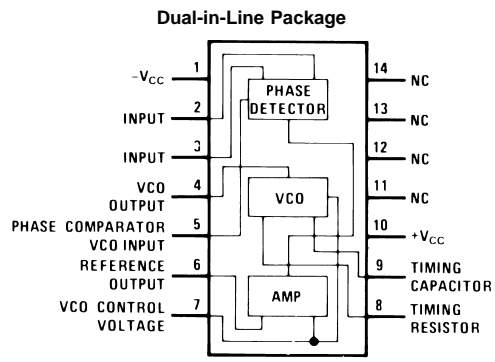 Dual-in-Line Package
1
−VCC
2
INPUT
3
INPUT
4
VCO
OUTPUT
5
PHASE COMPARATOR
VCO INPUT
6
REFERENCE
OUTPUT
7
VCO CONTROL
VOLTAGE
PHASE
DETECTOR
VCO
AMP
14
NC
13
NC
12
NC
11
NC
10
+VCC
9
TIMING
CAPACITOR
8
TIMING
RESISTOR